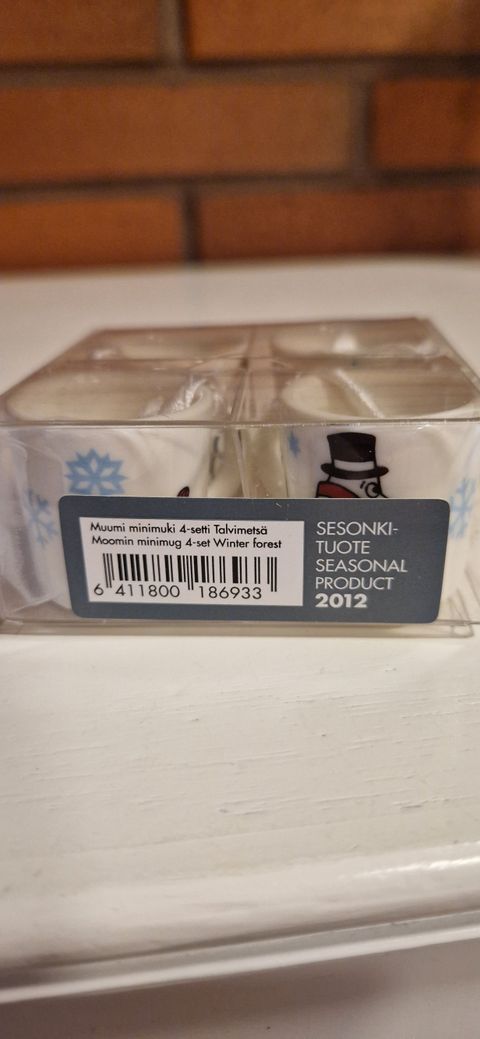 Muumi minimuki 4-setti Talvimetsä
Moomin minimug 4-set Winter forest
6 411800 186933
SESONKI-
TUOTE
SEASONAL
PRODUCT
2012